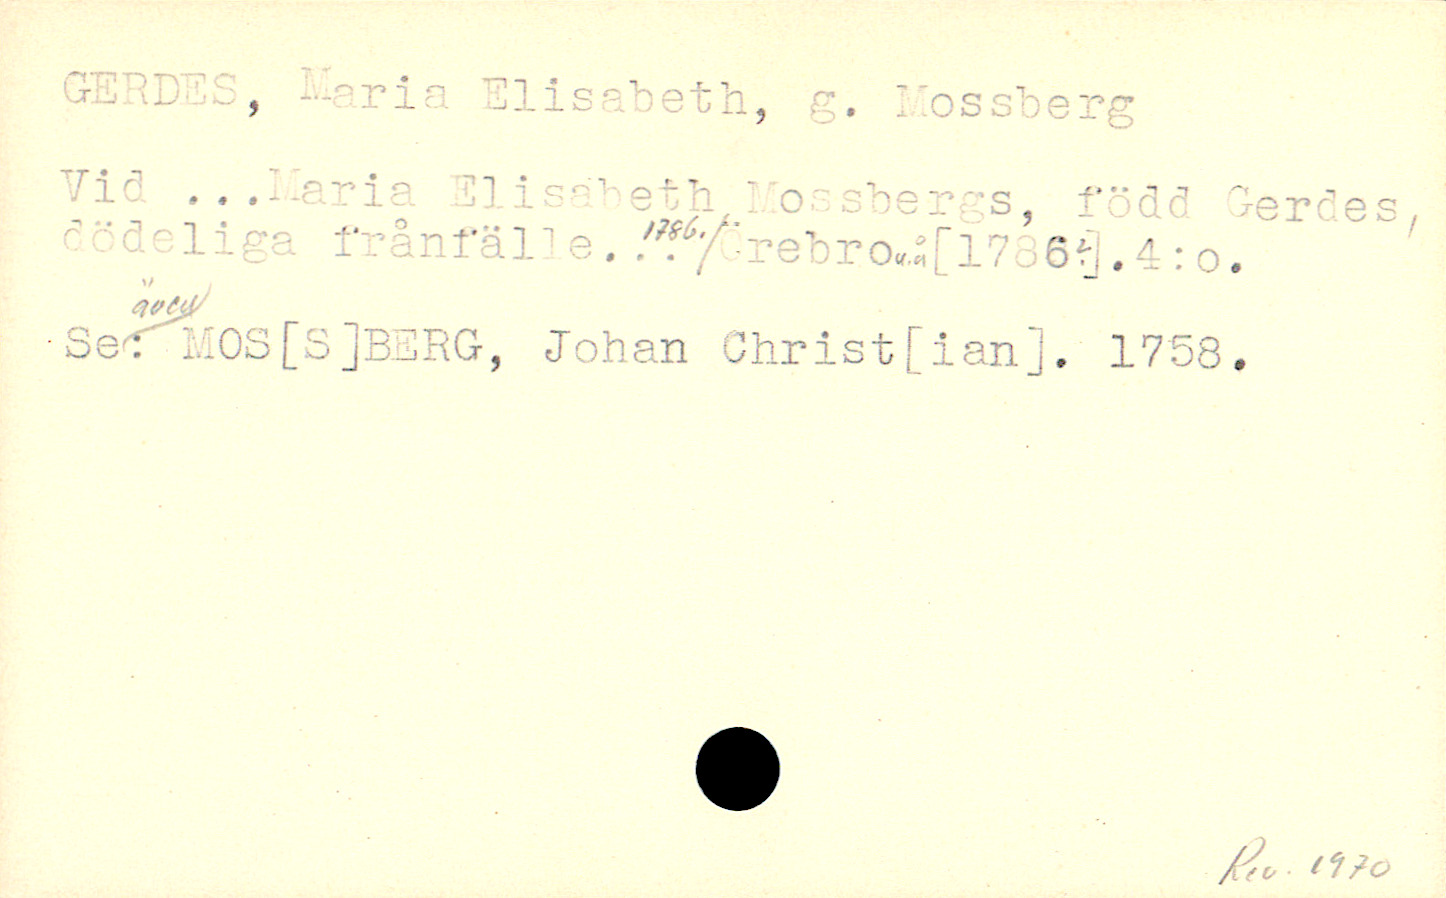 GERDES, Maria Elisabeth, g. Mossberg
Vid ...Maria Elisabeth Mossbergs, född Gerdes,
dödeliga frånfälle... 1786./Örebro u.å [1786?].4:o.
Se även: MOS[S]BERG, Johan Christ[ian]. 1758.
Rev. 1970